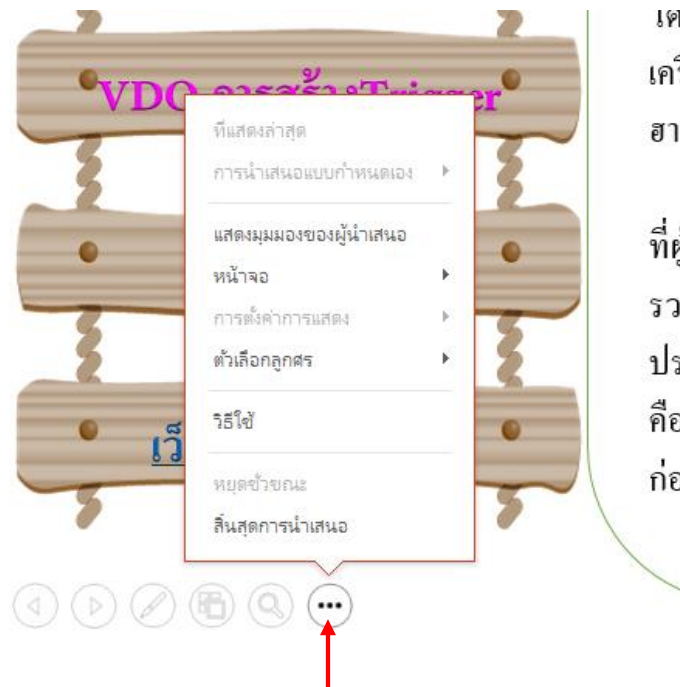 VDO การสร้างTrigger
ที่แสดงล่าสุด
การนำเสนอแบบกำหนดเอง
แสดงมุมมองของผู้นำเสนอ
หน้าจอ
การตั้งค่าการแสดง
ตัวเลือกลูกศร
วิธีใช้
หยุดชั่วขณะ
สิ้นสุดการนำเสนอ
เว็
รว
คือ